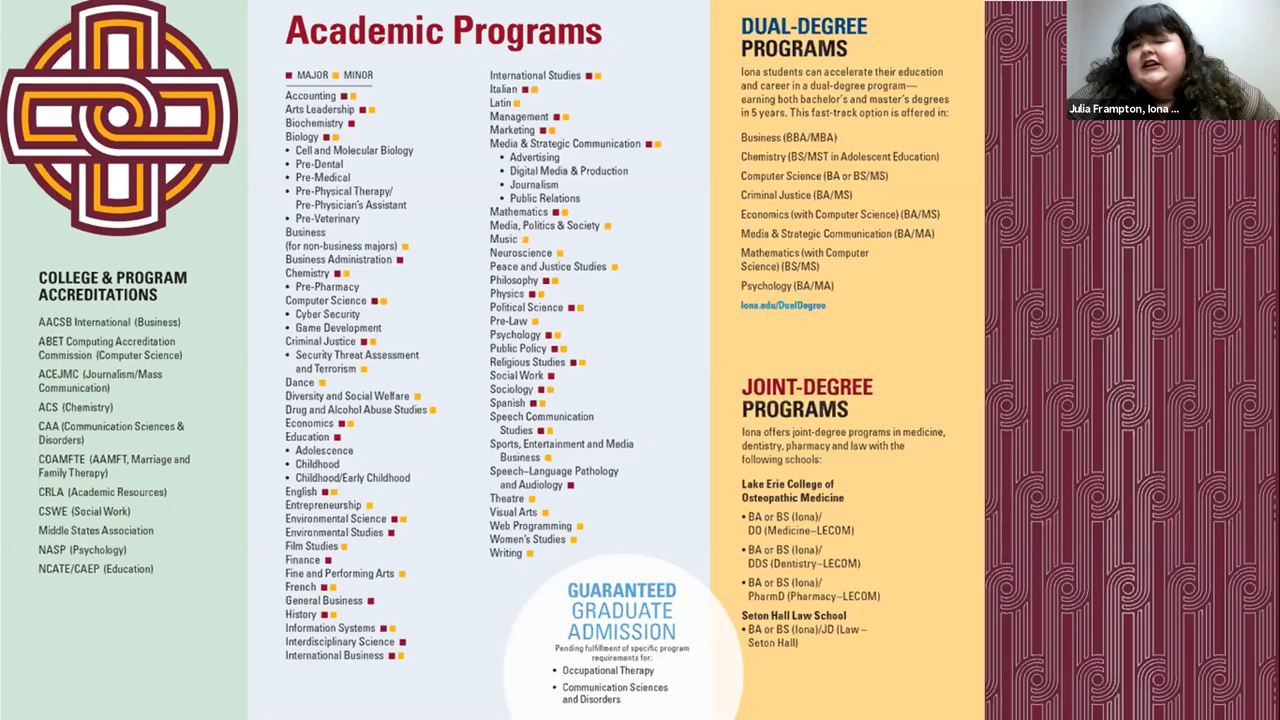 Academic Programs
MAJOR MINOR
Accounting
Arts Leadership
Biochemistry
Biology
• Cell and Molecular Biology
• Pre-Dental
• Pre-Medical
• Pre-Physical Therapy/
Pre-Physician's Assistant
• Pre-Veterinary
Business
(for non-business majors)
Business Administration
Chemistry
• Pre-Pharmacy
Computer Science
• Cyber Security
• Game Development
Criminal Justice
• Security Threat Assessment
and Terrorism
Dance
Diversity and Social Welfare
Drug and Alcohol Abuse Studies
Economics
Education
• Adolescence
• Childhood
• Childhood/Early Childhood
English
Entrepreneurship
Environmental Science
Environmental Studies
Film Studies
Finance
Fine and Performing Arts
French
General Business
History
Information Systems
Interdisciplinary Science
International Business
International Studies
Italian
Latin
Management
Marketing
Media & Strategic Communication
• Advertising
• Digital Media & Production
• Journalism
• Public Relations
Mathematics
Media, Politics & Society
Music
Neuroscience
Peace and Justice Studies
Philosophy
Physics
Political Science
Pre-Law
Psychology
Public Policy
Religious Studies
Social Work
Sociology
Spanish
Speech Communication
Studies
Sports, Entertainment and Media
Business
Speech–Language Pathology
and Audiology
Theatre
Visual Arts
Web Programming
Women's Studies
Writing
GUARANTEED
GRADUATE
ADMISSION
Pending fulfillment of specific program
requirements for:
• Occupational Therapy
• Communication Sciences
and Disorders
COLLEGE & PROGRAM
ACCREDITATIONS
AACSB International (Business)
ABET Computing Accreditation
Commission (Computer Science)
ACEJMC (Journalism/Mass
Communication)
ACS (Chemistry)
CAA (Communication Sciences &
Disorders)
COAMFTE (AAMFT, Marriage and
Family Therapy)
CRLA (Academic Resources)
CSWE (Social Work)
Middle States Association
NASP (Psychology)
NCATE/CAEP (Education)
DUAL-DEGREE
PROGRAMS
Iona students can accelerate their education
and career in a dual-degree program—
earning both bachelor's and master's degrees
in 5 years. This fast-track option is offered in:
Business (BBA/MBA)
Chemistry (BS/MST in Adolescent Education)
Computer Science (BA or BS/MS)
Criminal Justice (BA/MS)
Economics (with Computer Science) (BA/MS)
Media & Strategic Communication (BA/MA)
Mathematics (with Computer
Science) (BS/MS)
Psychology (BA/MA)
Iona.edu/DualDegree
JOINT-DEGREE
PROGRAMS
Iona offers joint-degree programs in medicine,
dentistry, pharmacy and law with the
following schools:
Lake Erie College of
Osteopathic Medicine
• BA or BS (Iona)/
DO (Medicine–LECOM)
• BA or BS (Iona)/
DDS (Dentistry–LECOM)
• BA or BS (Iona)/
PharmD (Pharmacy–LECOM)
Seton Hall Law School
• BA or BS (Iona)/JD (Law –
Seton Hall)
Julia Frampton, Iona ...